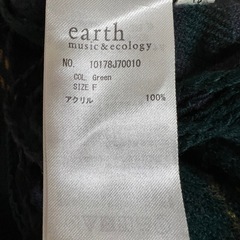 earth
music&ecology
NO. 10178J70010
COL. Green
SIZE F
アクリル 100%